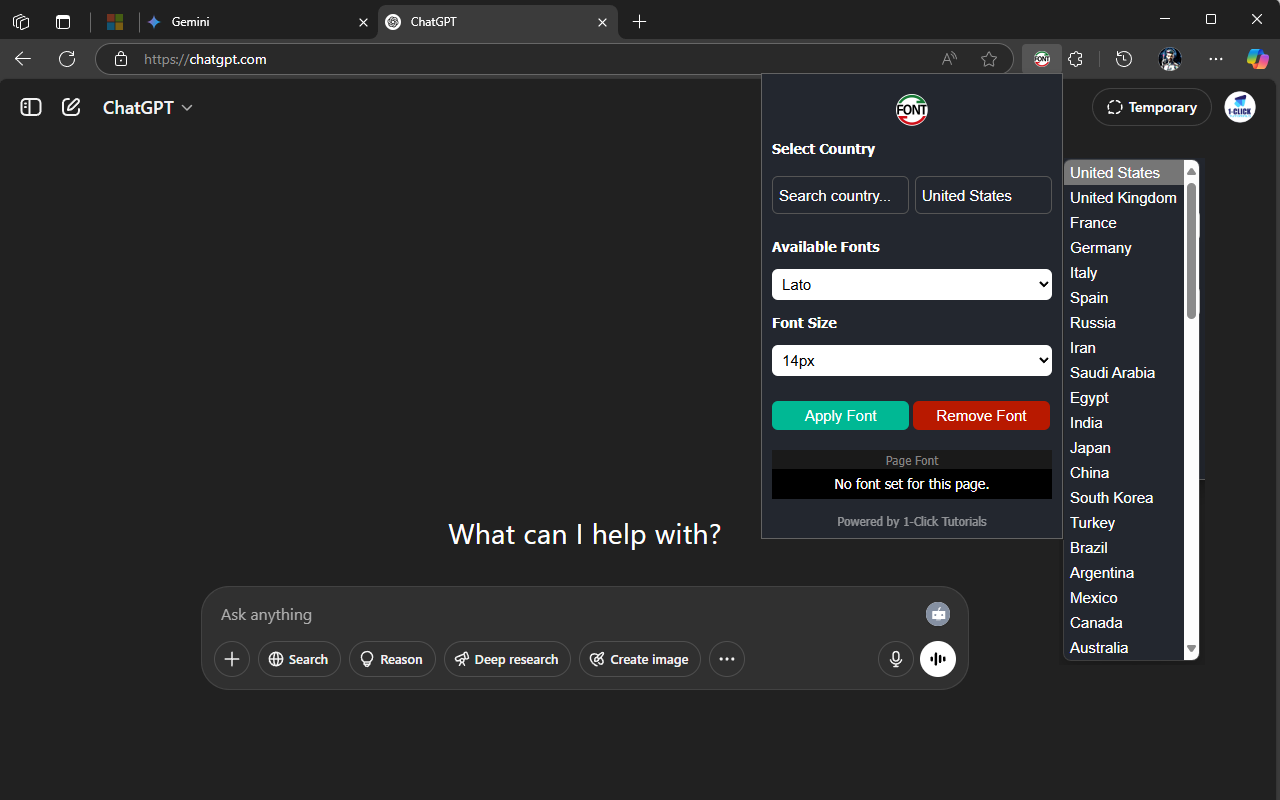 Gemini
ChatGPT
https://chatgpt.com
FONT
ChatGPT
Temporary
1-CLICK
FONT
Select Country
Search country...
United States
Available Fonts
Lato
Font Size
14px
Apply Font
Remove Font
Page Font
No font set for this page.
Powered by 1-Click Tutorials
United States
United Kingdom
France
Germany
Italy
Spain
Russia
Iran
Saudi Arabia
Egypt
India
Japan
China
South Korea
Turkey
Brazil
Argentina
Mexico
Canada
Australia
What can I help with?
Ask anything
Search
Reason
Deep research
Create image